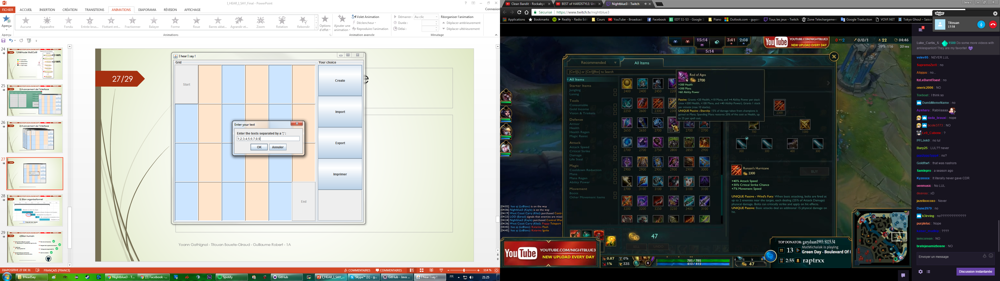 I_HEAR_I_SAY_Final - PowerPoint
FICHIER ACCUEIL INSERTION CRÉATION TRANSITIONS ANIMATIONS DIAPORAMA RÉVISION AFFICHAGE
Connexion
Aperçu
Aucune Apparaître Fondu Entrée brus... Flottant ent... Fractionner Balayer Forme Roue Barres aléat... Agrandir et... Zoom Rotation Rebondir
Options d'effet
Ajouter une animation
Volet Animation
Déclencheur
Reproduire l'animation
Démarrer : Au clic
Durée :
Délai :
Réorganiser l'animation
Déplacer antérieurement
Déplacer ultérieurement
Aperçu Animations Animation avancée Minutage
24
1)Méthode MoSCoW
100%
100%
25
2)Avancement de l'interface
26
2)Avancement de l'interface
27
28
3) Bilan organisationnel
29
4)Bilan humain
27/29
I hear I say !
Grid
Your choice
Start
Create
Import
Export
Imprimer
End
Enter your text
Enter the texts separated by a ';' :
1;2;3;4;5;6;7;8;9
OK Annuler
Yoann Gathignol - Titouan Bouete-Giraud - Guillaume Robert - 1A
DIAPOSITIVE 27 DE 31 FRANÇAIS (FRANCE) COMMENTAIRES COMMENTAIRES 114 %
IHearISay Nightblue3 - T... (3) Facebook -... Spotify GitHub I_HEAR_I_SAY_... Skype™ [1] - g... GitHub - Java ... I hear I say ! FR 21:25
Clean Bandit - Rockabye BEST of HARDSTYLE: Un Nightblue3 - Twitch
Ikea's
Sécurisé https://www.twitch.tv/nightblue3
Applications Bookmarks Reality - Radio Edi Cours YouTube - Broadcast Facebook EDT S1-S3 - Google S Piano Outlook.com - guyom Tous les jeux - Twitch Zone Telechargement Google Traduction VOVF.NET Tokyo Ghoul – Saison
skype
Titouan
17:58
15:14 3:41 2:08
5:14
YouTube YOUTUBE.COM/NIGHTBLUE3
NEW UPLOAD EVERY DAY
0 vs 2 0/0/1 22 04:46
FPS: 116 20 ms
Recommended All Items
[Ctrl][L] or [Ctrl][Rtn] to Search
All Items
Starter Items
Jungling
Laning
Tools
Consumable
Gold Income
Vision & Trinkets
Defense
Armor
Health
Health Regen
Magic Resist
Attack
Attack Speed
Critical Strike
Damage
Life Steal
Magic
Cooldown Reduction
Mana
Mana Regen
Ability Power
Movement
Boots
Other Movement Items
2400 2400 2450
2250 2600 2300 2300
2700 2700 2750 2800 2850 2900
2900 2900 2900 2900 2900 3000
3000 3100 3100 3100 3100 3100
3200 3200 3250 3250 3400 3100
Rod of Ages
2700
+300 Health
+300 Mana
+60 Ability Power
Passive: Grants +20 Health, +10 Mana, and +4 Ability Power per stack
(max +200 Health, +100 Mana, and +40 Ability Power). Grants 1 stack
per minute (max 10 stacks).
UNIQUE Passive - Eternity: 15% of damage taken from champions is
gained as Mana. Spending Mana restores 20% of the cost as Health, up
to 25 per spell cast.
2300
700 1000
300 300 400 300
Runaan's Hurricane
2300
BUY
+40% Attack Speed
+30% Critical Strike Chance
+7% Movement Speed
UNIQUE Passive - Wind's Fury: When basic attacking, bolts are fired at
up to 2 enemies near the target, each dealing (25% of Attack Damage)
physical damage. Bolts can critically strike and apply on hit effects.
UNIQUE Passive: Basic attacks deal an additional 15 physical damage on
hit.
[04:05] hao qi (LeBlanc) is on the way
[04:06] Nightblue3 (Kayle) is on the way
[04:19] West Coast Carry (Kled) purchased Contro
[04:23] LOD (Ezreal) signals that enemies are missi
[04:24] Nightblue3 (Kayle) purchased Control War
[04:36] West Coast Carry (Kled): Poppy Teleport
[04:45] hao qi (LeBlanc): Katarina Flash
[04:45] hao qi (LeBlanc): Katarina Ignite
47
SELL UNDO
YouTube YOUTUBE.COM/NIGHTBLUE3
NEW UPLOAD EVERY DAY
0.87 0%
1% 335
785 / 785
412 / 412
47
TOP DONATOR: garyduan1993: $115.34
# 13 MatMichalak is playing
Green Day - Boulevard Of
2:55 raptrxx
Luke_Curtis_S 1500 Do some more videos with
anklespankin! They are my favorite!
velev95 : NEVER LUL
SupremeZer0 : no
Alqquu : no...
ItzLeBurntToast : no
oneric2006 : NO
Toeboat : I think so
DumbMemeName : no
Aysharu : Rabiiiaaaa
dada_brauxi : nope
bcole3773 : NO
Lv9_Cubone : ?
PFLJek0 : no lul
Bury25 : LUL?? never
: no?
Goldftw1 : that was nashors
Samlepro : a season ago
Kyzexxx : It literally never gave CDR
oenmusic : No LUL
deavuu : xD
jazelixocoxo : Never
Dune2979 : no
k3irving : no??????????????
purpleluc : Nope
: ????
iamcorean : NO
bratejasamizbosne : NO
Envoyer un message
Discussion instantanée